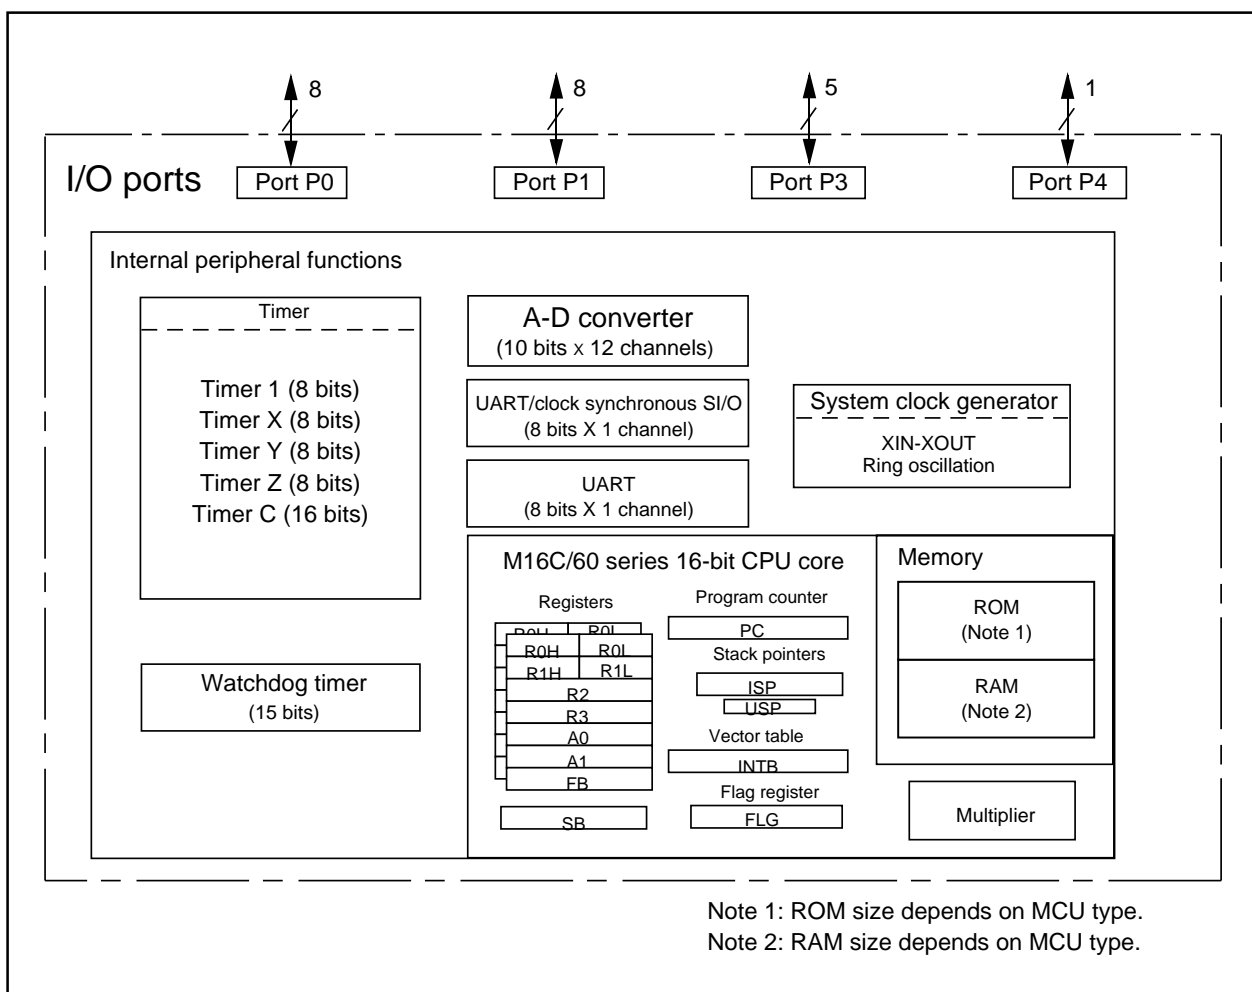 8
8
5
1
I/O ports
Port P0
Port P1
Port P3
Port P4
Internal peripheral functions
Timer
Timer 1 (8 bits)
Timer X (8 bits)
Timer Y (8 bits)
Timer Z (8 bits)
Timer C (16 bits)
Watchdog timer
(15 bits)
A-D converter
(10 bits x 12 channels)
UART/clock synchronous SI/O
(8 bits X 1 channel)
UART
(8 bits X 1 channel)
System clock generator
XIN-XOUT
Ring oscillation
M16C/60 series 16-bit CPU core
Registers
R0H R0L
R0H R0L
R1H R1L
R2
R3
A0
A1
FB
SB
Program counter
PC
Stack pointers
ISP
USP
Vector table
INTB
Flag register
FLG
Memory
ROM
(Note 1)
RAM
(Note 2)
Multiplier
Note 1: ROM size depends on MCU type.
Note 2: RAM size depends on MCU type.